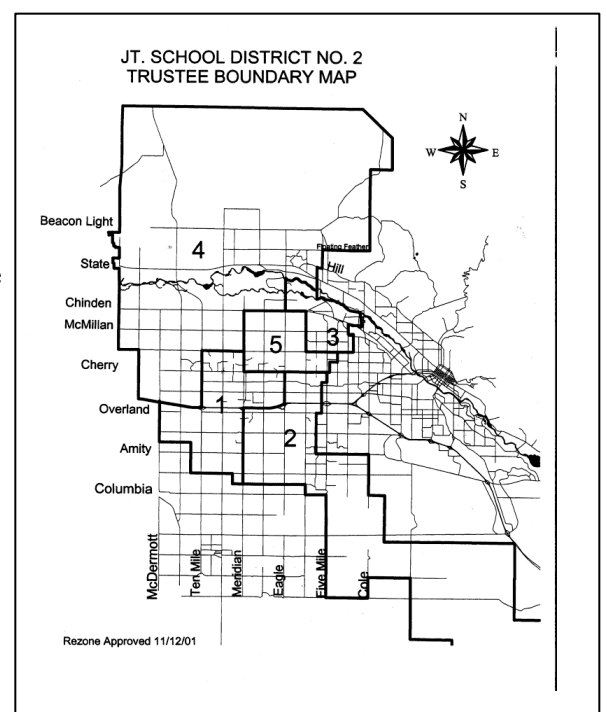 JT. SCHOOL DISTRICT NO. 2
TRUSTEE BOUNDARY MAP
N
W E
S
Beacon Light
4
Floating Feather
State
Hill
Chinden
McMillan
3
5
Cherry
Overland
1
2
Amity
Columbia
McDermott
Ten Mile
Meridian
Eagle
Five Mile
Cole
Rezone Approved 11/12/01